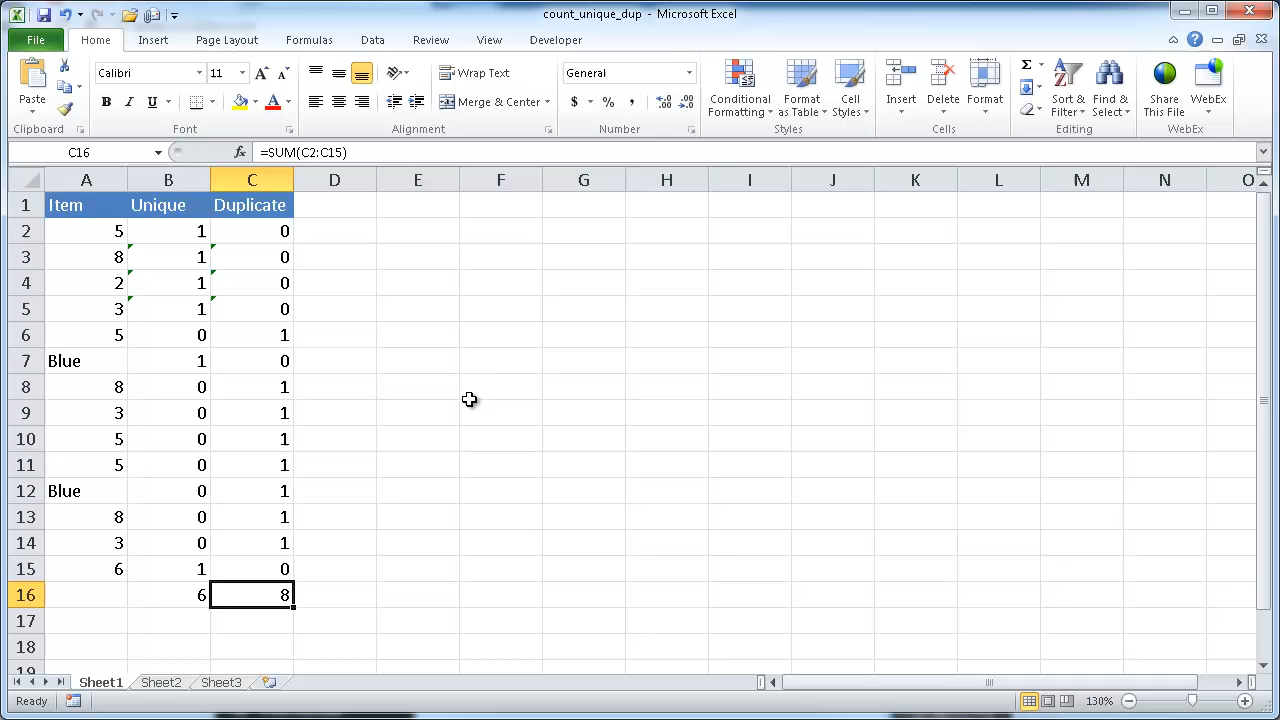 count_unique_dup - Microsoft Excel
File Home Insert Page Layout Formulas Data Review View Developer
Calibri 11 Wrap Text General
Paste B I U Merge & Center $ % , Conditional Formatting Format as Table Cell Styles Insert Delete Format Σ Sort & Filter Find & Select Share This File WebEx
Clipboard Font Alignment Number Styles Cells Editing WebEx
C16 fx =SUM(C2:C15)
A B C D E F G H I J K L M N O
1 Item Unique Duplicate
2 5 1 0
3 8 1 0
4 2 1 0
5 3 1 0
6 5 0 1
7 Blue 1 0
8 8 0 1
9 3 0 1
10 5 0 1
11 5 0 1
12 Blue 0 1
13 8 0 1
14 3 0 1
15 6 1 0
16 6 8
17
18
19
Sheet1 Sheet2 Sheet3
Ready 130%